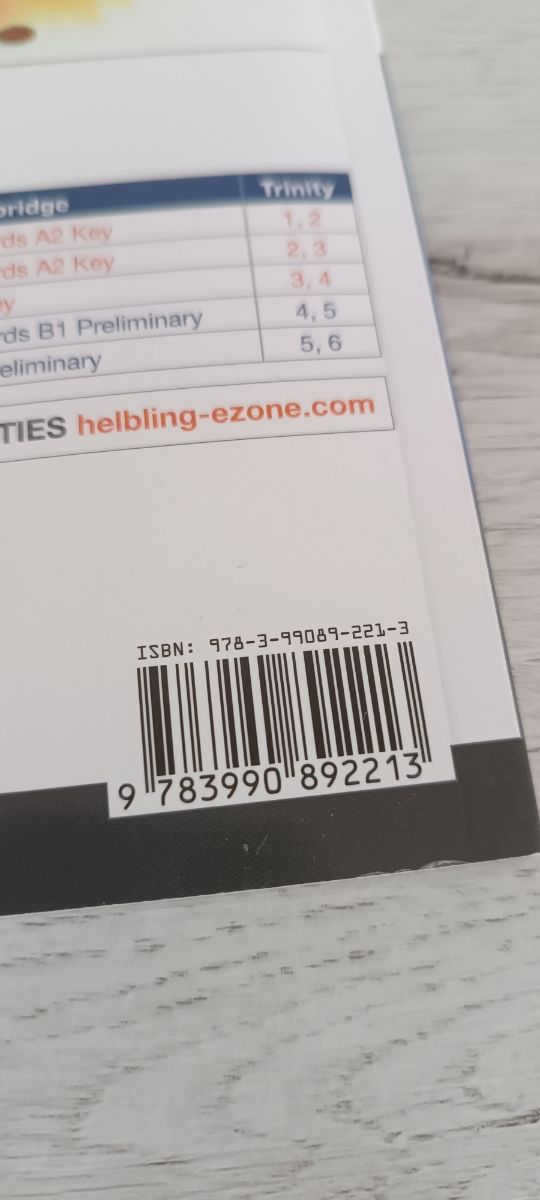 bridge Trinity
rds A2 Key 1, 2
rds A2 Key 2, 3
ey 3, 4
rds B1 Preliminary 4, 5
eliminary 5, 6
TIES helbling-ezone.com
ISBN: 978-3-99089-221-3
9 783990 892213